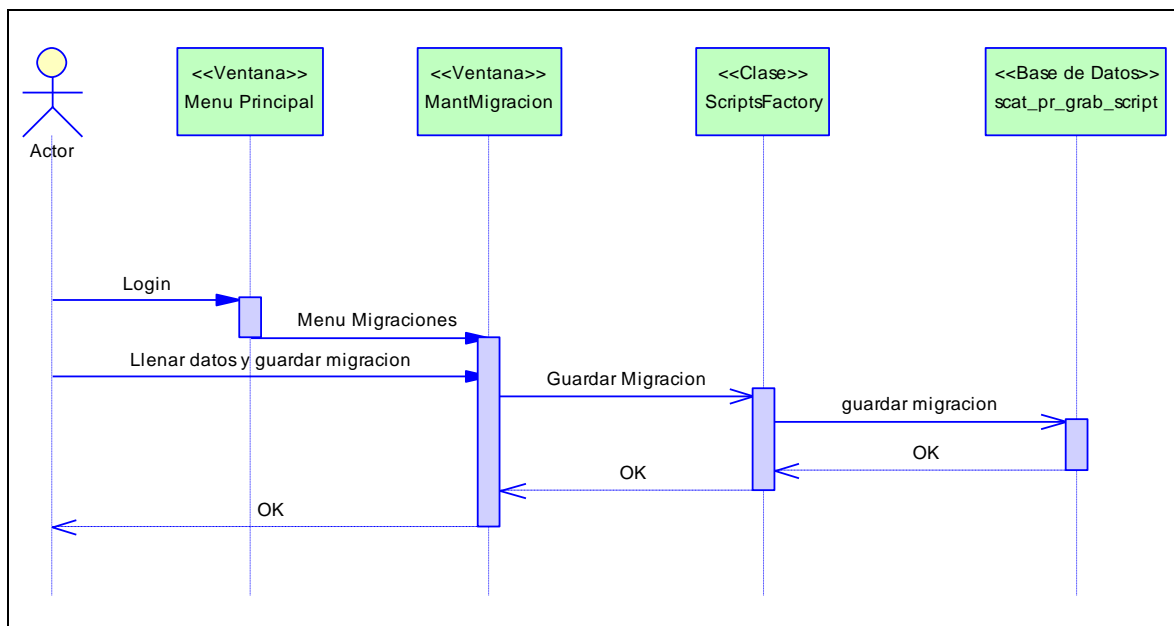 <<Ventana>>
Menu Principal
<<Ventana>>
MantMigracion
<<Clase>>
ScriptsFactory
<<Base de Datos>>
scat_pr_grab_script
Actor
Login
Menu Migraciones
Llenar datos y guardar migracion
Guardar Migracion
guardar migracion
OK
OK
OK